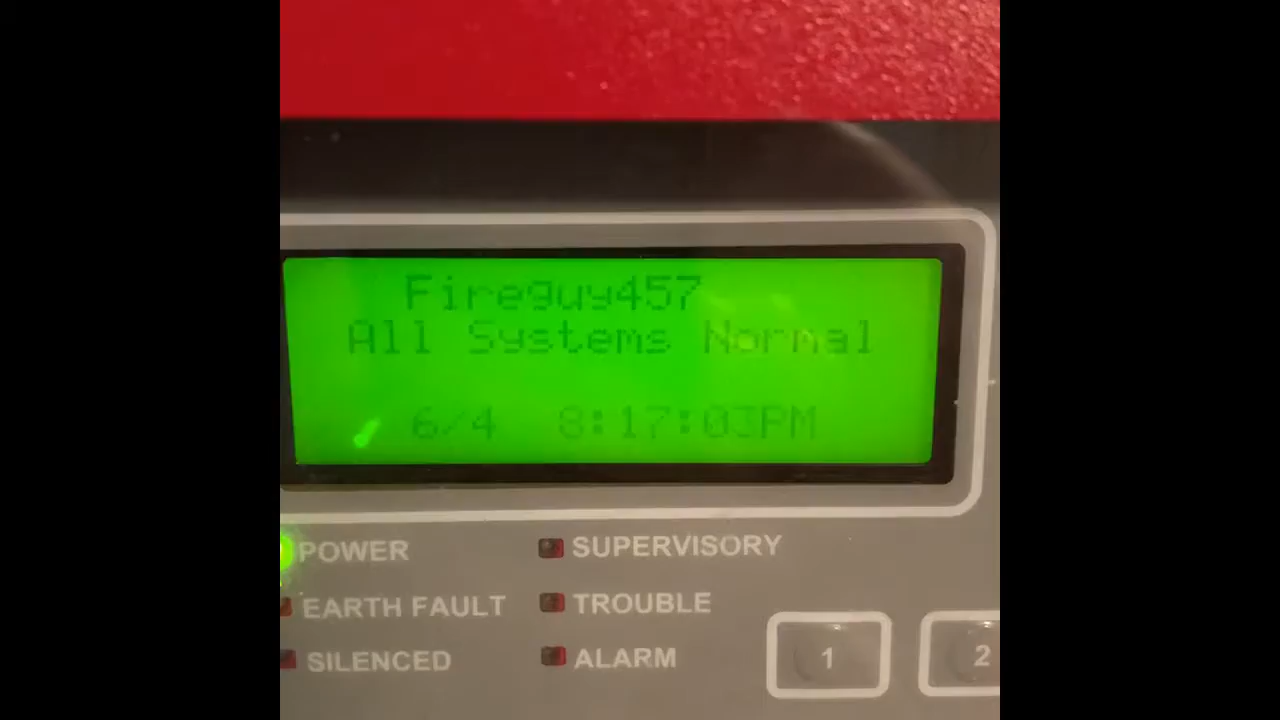 Fireguy457
All Systems Normal
6/4 8:17:03PM
POWER
SUPERVISORY
EARTH FAULT
TROUBLE
SILENCED
ALARM
1
2